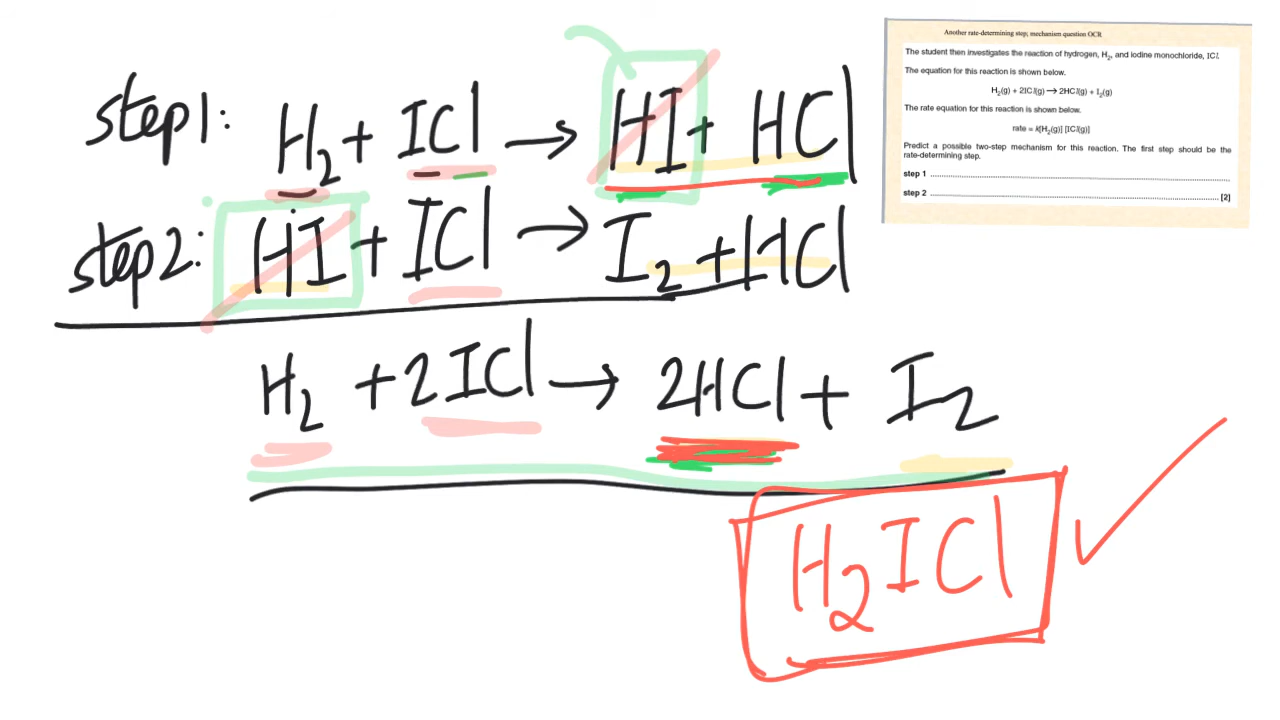 step1: H₂ + ICl → HI + HCl
step2: HI + ICl → I₂ + HCl
H₂ + 2ICl → 2HCl + I₂
H₂ICl
Another rate-determining step; mechanism question OCR
The student then investigates the reaction of hydrogen, H₂, and iodine monochloride, ICl.
The equation for this reaction is shown below.
H₂(g) + 2ICl(g) → 2HCl(g) + I₂(g)
The rate equation for this reaction is shown below.
rate = k[H₂(g)] [ICl(g)]
Predict a possible two-step mechanism for this reaction. The first step should be the
rate-determining step.
step 1 ................................................................
step 2 ................................................................ [2]